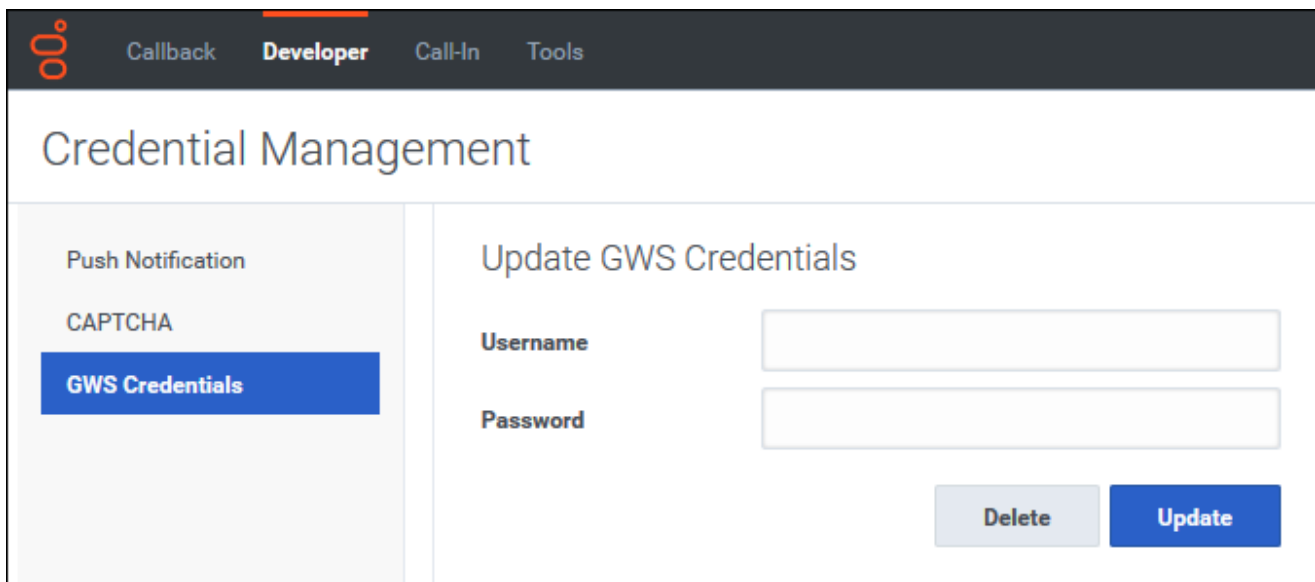 Callback Developer Call-In Tools
Credential Management
Push Notification
CAPTCHA
GWS Credentials
Update GWS Credentials
Username
Password
Delete Update